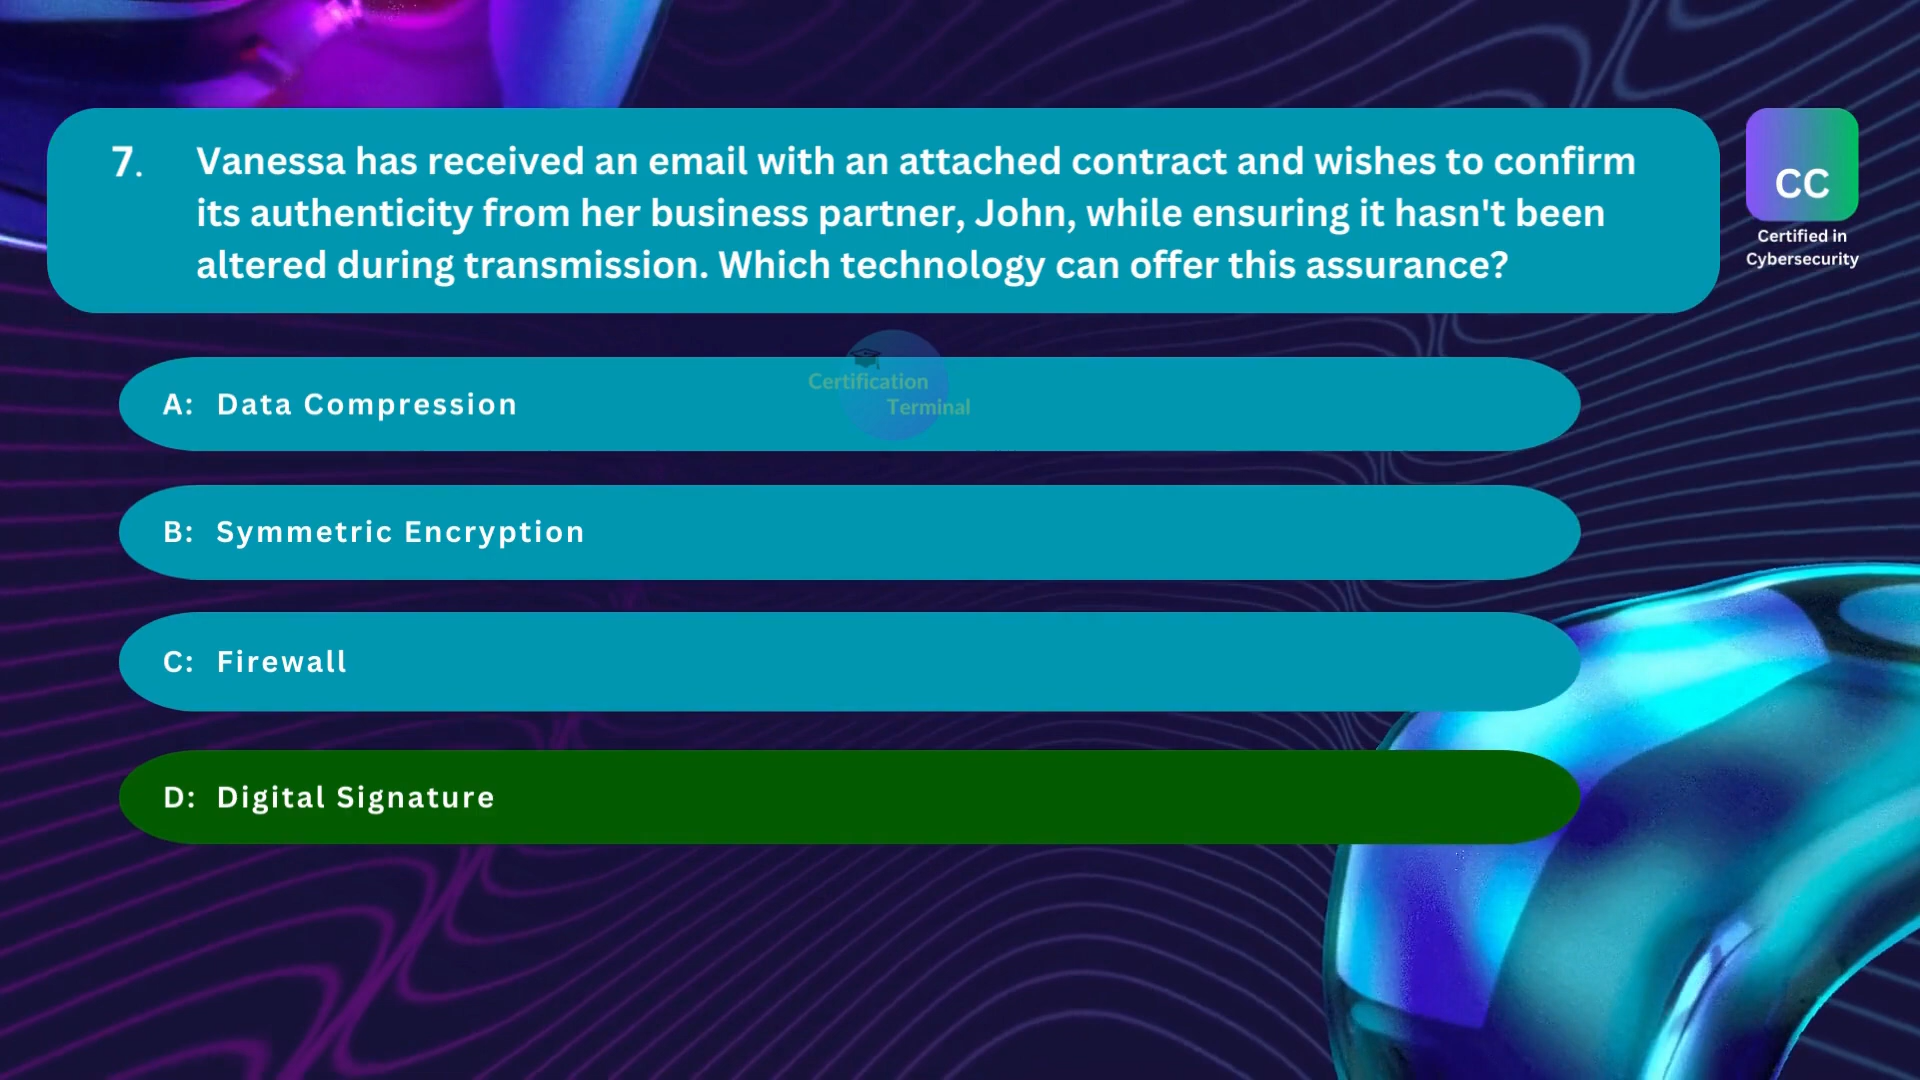 7. Vanessa has received an email with an attached contract and wishes to confirm
its authenticity from her business partner, John, while ensuring it hasn't been
altered during transmission. Which technology can offer this assurance?
CC
Certified in
Cybersecurity
Certification
Terminal
A: Data Compression
B: Symmetric Encryption
C: Firewall
D: Digital Signature